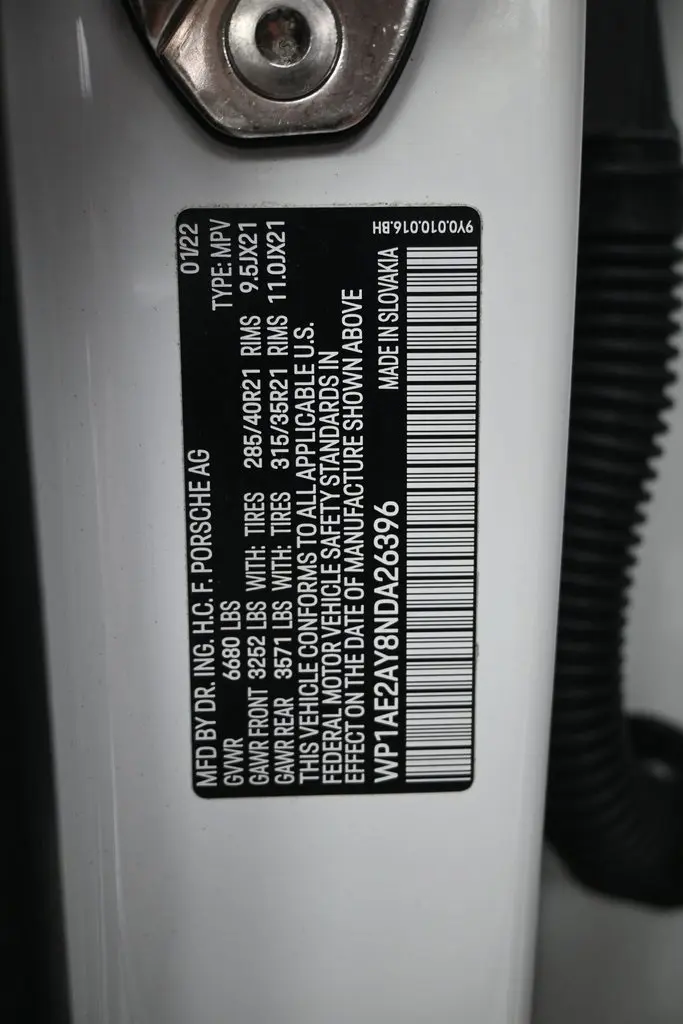 MFD BY DR. ING. H.C. F. PORSCHE AG 01/22
GVWR 6680 LBS TYPE: MPV
GAWR FRONT 3252 LBS WITH: TIRES 285/40R21 RIMS 9.5JX21
GAWR REAR 3571 LBS WITH: TIRES 315/35R21 RIMS 11.0JX21
THIS VEHICLE CONFORMS TO ALL APPLICABLE U.S.
FEDERAL MOTOR VEHICLE SAFETY STANDARDS IN
EFFECT ON THE DATE OF MANUFACTURE SHOWN ABOVE
WP1AE2AY8NDA26396 MADE IN SLOVAKIA
9Y0.010.016.BH